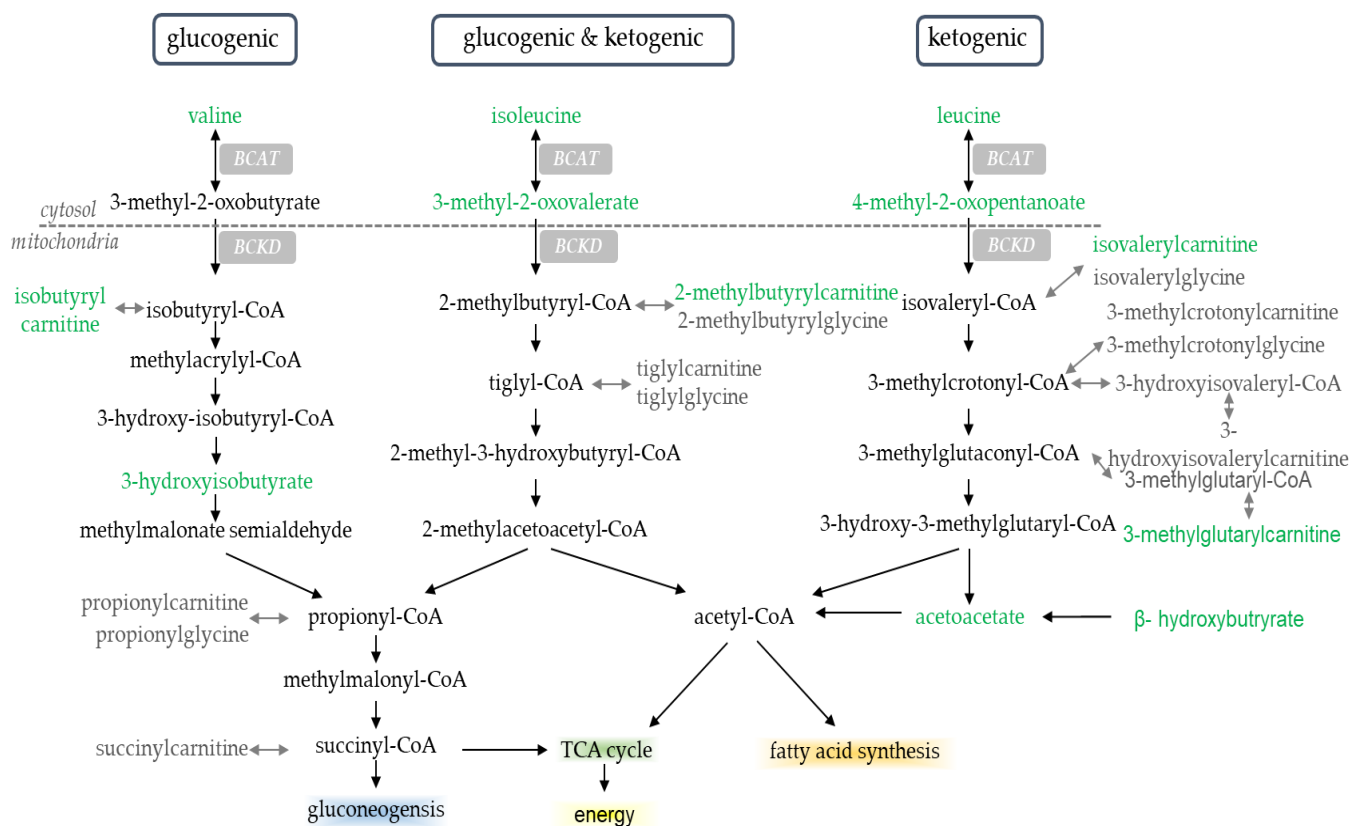 glucogenic
glucogenic & ketogenic
ketogenic
valine
isoleucine
leucine
BCAT
BCAT
BCAT
3-methyl-2-oxobutyrate
3-methyl-2-oxovalerate
4-methyl-2-oxopentanoate
cytosol
mitochondria
BCKD
BCKD
BCKD
isovalerylcarnitine
isovalerylglycine
isobutyryl
carnitine
isobutyryl-CoA
2-methylbutyryl-CoA
2-methylbutyrylcarnitine
2-methylbutyrylglycine
isovaleryl-CoA
3-methylcrotonylcarnitine
3-methylcrotonylglycine
methylacrylyl-CoA
tiglyl-CoA
tiglylcarnitine
tiglylglycine
3-methylcrotonyl-CoA
3-hydroxyisovaleryl-CoA
3-hydroxy-isobutyryl-CoA
3-
hydroxyisovalerylcarnitine
2-methyl-3-hydroxybutyryl-CoA
3-methylglutaconyl-CoA
3-methylglutaryl-CoA
3-hydroxyisobutyrate
methylmalonate semialdehyde
2-methylacetoacetyl-CoA
3-hydroxy-3-methylglutaryl-CoA
3-methylglutarylcarnitine
propionylcarnitine
propionylglycine
propionyl-CoA
acetyl-CoA
acetoacetate
β- hydroxybutryrate
methylmalonyl-CoA
succinylcarnitine
succinyl-CoA
TCA cycle
fatty acid synthesis
gluconeogensis
energy